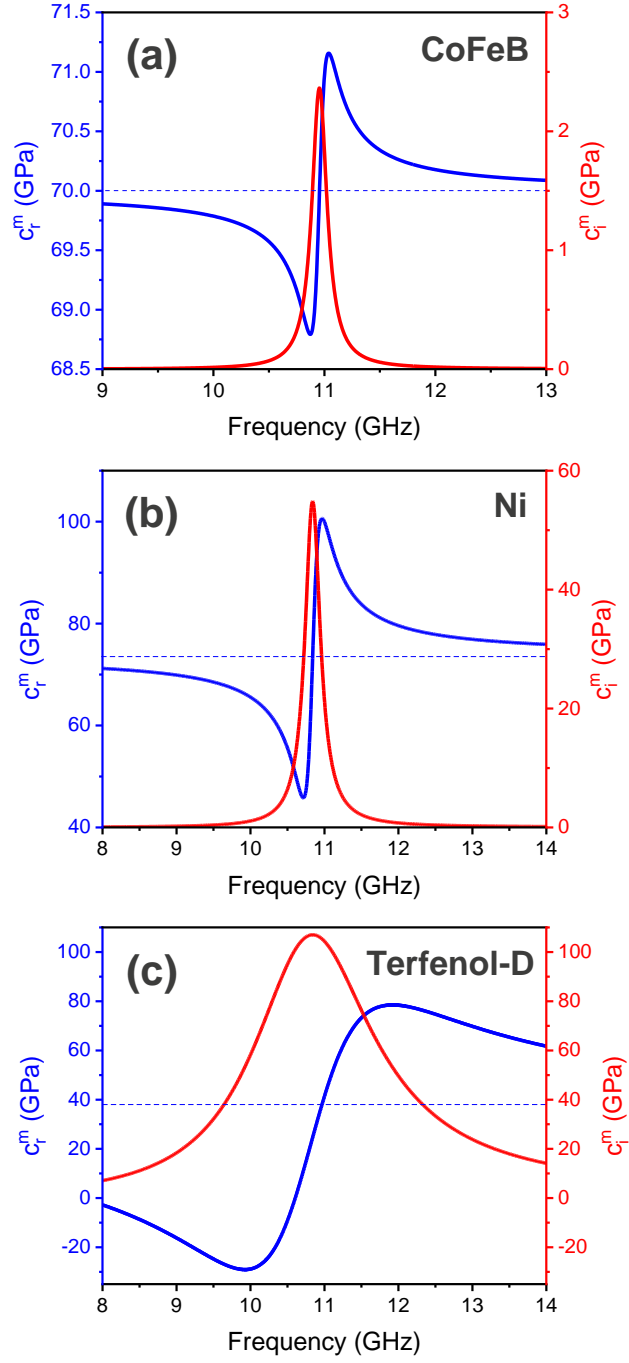 (a)
CoFeB
71.5
71.0
70.5
70.0
69.5
69.0
68.5
c_r^m (GPa)
3
2
1
0
c_i^m (GPa)
9 10 11 12 13
Frequency (GHz)
(b)
Ni
100
80
60
40
c_r^m (GPa)
60
40
20
0
c_i^m (GPa)
8 9 10 11 12 13 14
Frequency (GHz)
(c)
Terfenol-D
100
80
60
40
20
0
-20
c_r^m (GPa)
100
80
60
40
20
0
-20
c_i^m (GPa)
8 9 10 11 12 13 14
Frequency (GHz)